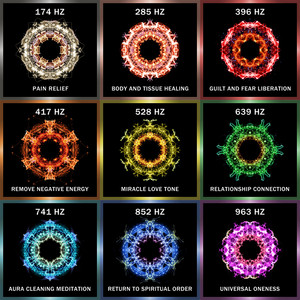 174 HZ
285 HZ
396 HZ
PAIN RELIEF
BODY AND TISSUE HEALING
GUILT AND FEAR LIBERATION
417 HZ
528 HZ
639 HZ
REMOVE NEGATIVE ENERGY
MIRACLE LOVE TONE
RELATIONSHIP CONNECTION
741 HZ
852 HZ
963 HZ
AURA CLEANING MEDITATION
RETURN TO SPIRITUAL ORDER
UNIVERSAL ONENESS